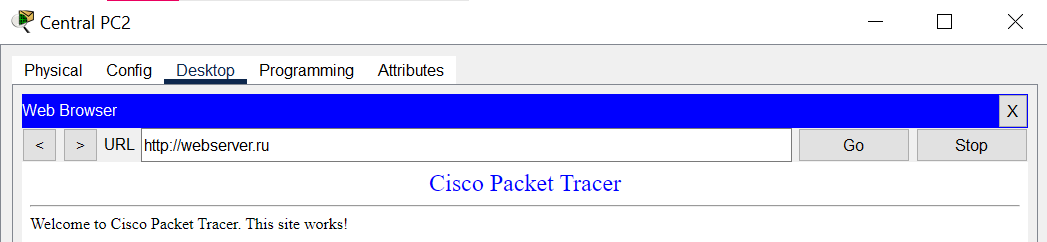 Central PC2
Physical Config Desktop Programming Attributes
Web Browser X
< > URL http://webserver.ru Go Stop
Cisco Packet Tracer
Welcome to Cisco Packet Tracer. This site works!